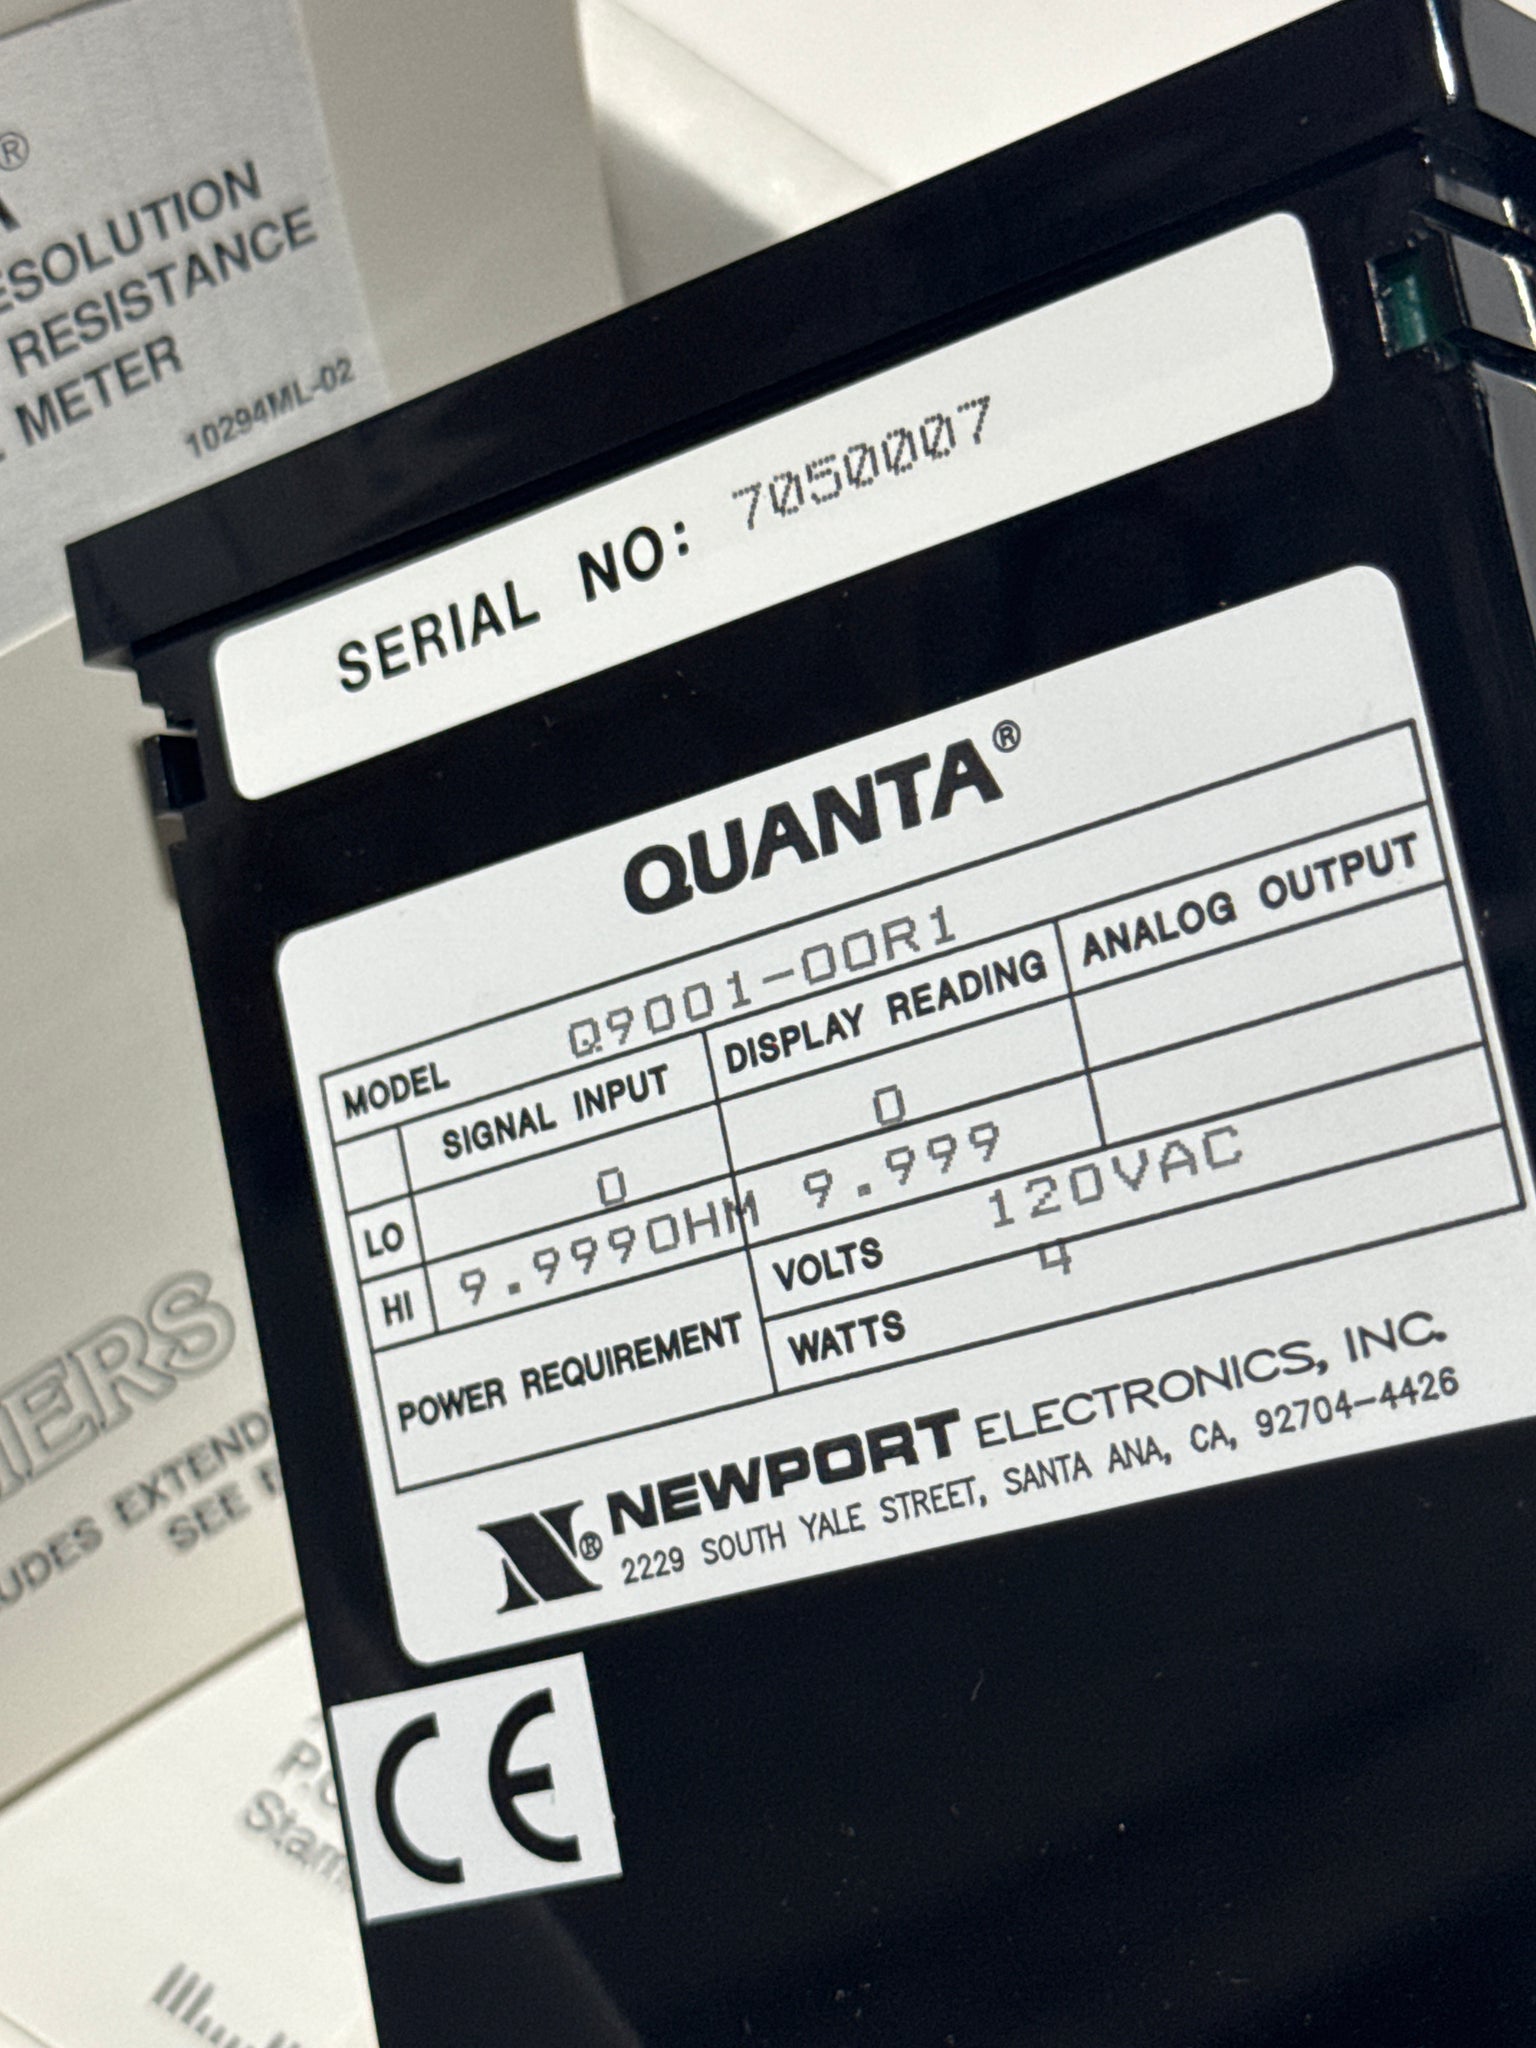 ®
RESISTANCE
METER
10294ML-02
SERIAL NO: 7050007
QUANTA®
MODEL Q9001-00R1
SIGNAL INPUT DISPLAY READING ANALOG OUTPUT
LO 0 0
HI 9.999OHM 9.999
POWER REQUIREMENT
VOLTS 120VAC
WATTS 4
N® NEWPORT ELECTRONICS, INC.
2229 SOUTH YALE STREET, SANTA ANA, CA, 92704-4426
CE
SEE